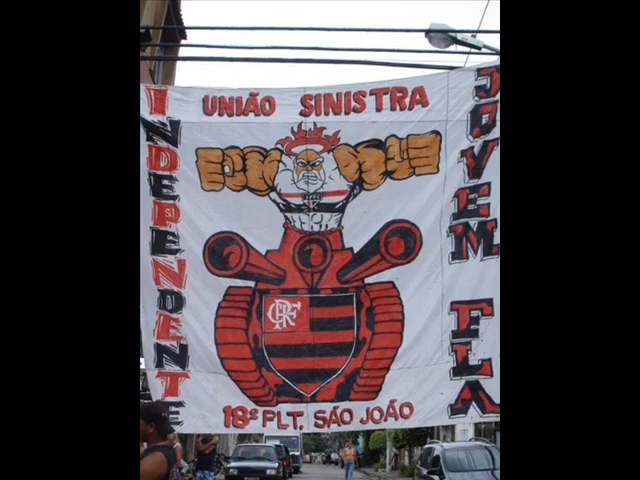 UNIÃO SINISTRA
INDEPENDENTE
JOVEM FLA
CRF
18º PLT. SÃO JOÃO